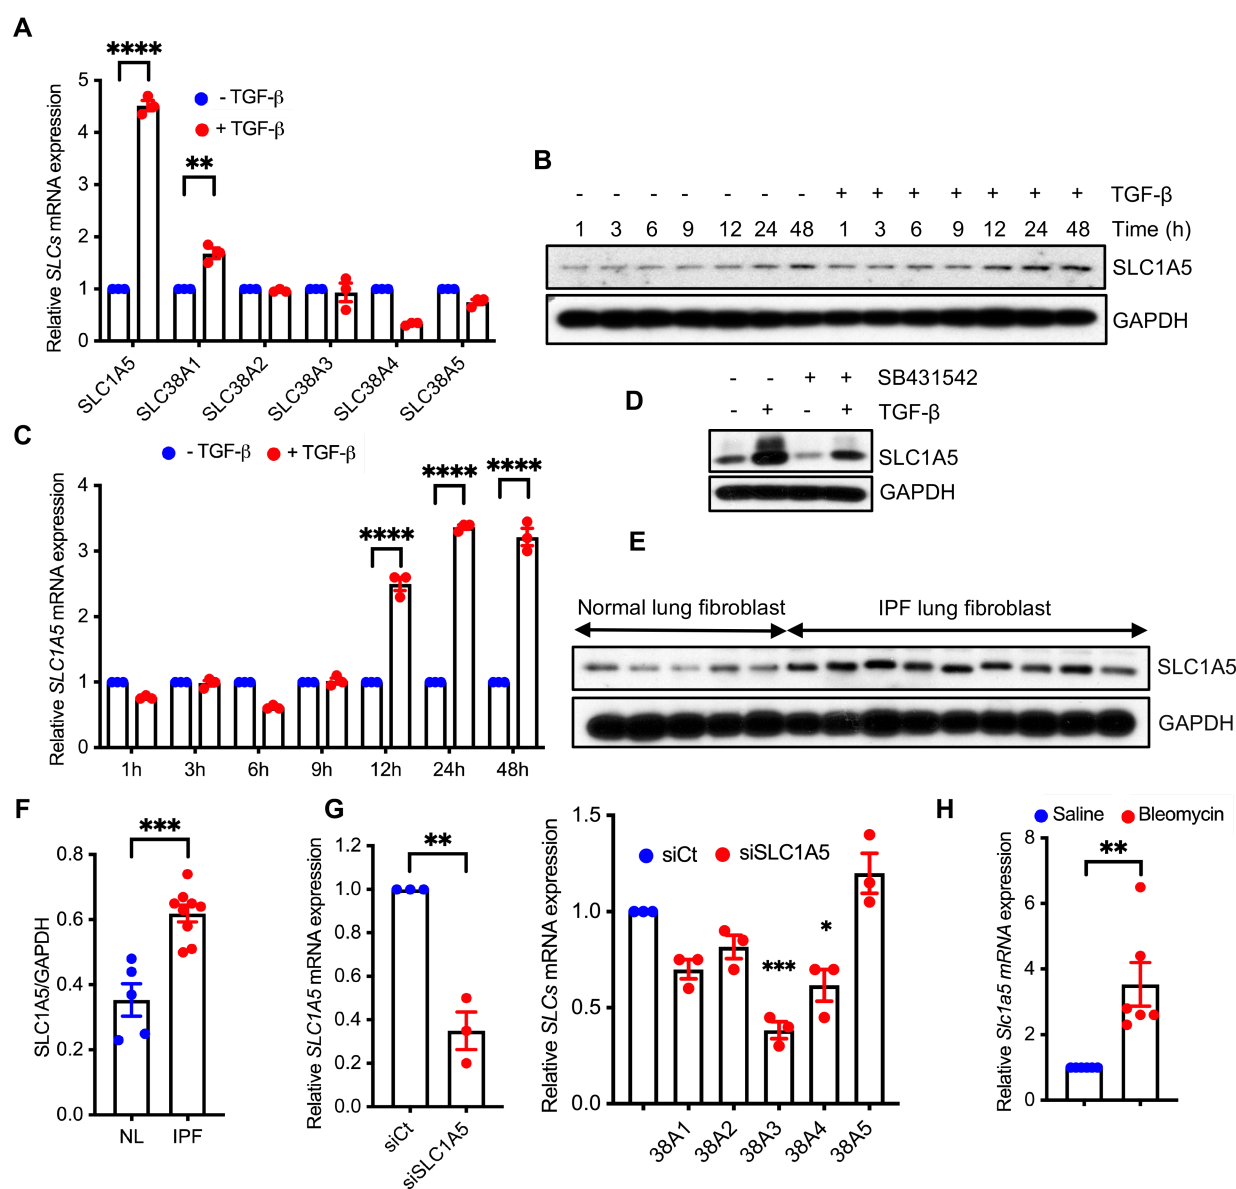 A
****
5
4
3
2
1
0
Relative SLCs mRNA expression
- TGF-β
+ TGF-β
**
SLC1A5
SLC38A1
SLC38A2
SLC38A3
SLC38A4
SLC38A5
B
- - - - - - - + + + + + + + TGF-β
1 3 6 9 12 24 48 1 3 6 9 12 24 48 Time (h)
SLC1A5
GAPDH
C
- TGF-β + TGF-β
4
3
2
1
0
Relative SLC1A5 mRNA expression
****
****
****
1h 3h 6h 9h 12h 24h 48h
D
- - + + SB431542
- + - + TGF-β
SLC1A5
GAPDH
E
Normal lung fibroblast IPF lung fibroblast
SLC1A5
GAPDH
F
***
0.8
0.6
0.4
0.2
0.0
SLC1A5/GAPDH
NL IPF
G
1.2
1.0
0.8
0.6
0.4
0.2
0.0
Relative SLC1A5 mRNA expression
**
siCt
siSLC1A5
1.5
1.0
0.5
0.0
Relative SLCs mRNA expression
siCt siSLC1A5
***
*
38A1
38A2
38A3
38A4
38A5
H
Saline Bleomycin
8
6
4
2
0
Relative Slc1a5 mRNA expression
**